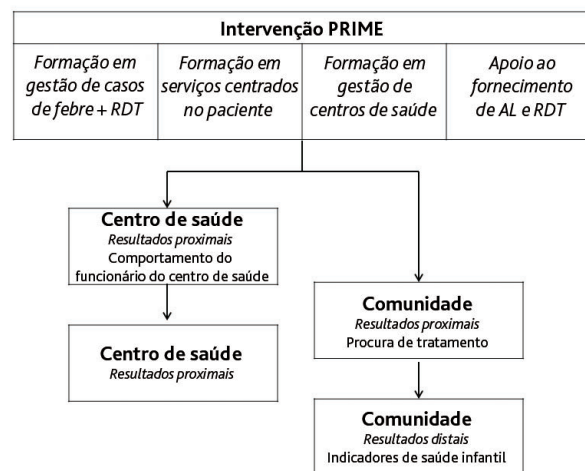 Intervenção PRIME
Formação em
gestão de casos
de febre + RDT
Formação em
serviços centrados
no paciente
Formação em
gestão de
centros de saúde
Apoio ao
fornecimento
de AL e RDT
Centro de saúde
Resultados proximais
Comportamento do
funcionário do centro de saúde
Centro de saúde
Resultados proximais
Comunidade
Resultados proximais
Procura de tratamento
Comunidade
Resultados distais
Indicadores de saúde infantil